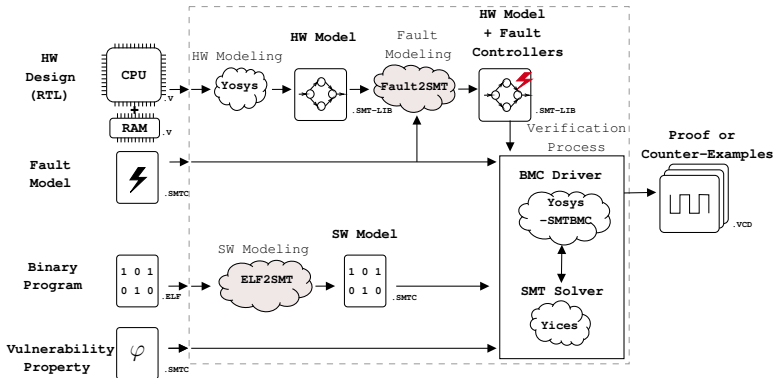 HW Model
HW Model
Fault
+ Fault
HW
HW Modeling
Modeling
Controllers
Design
CPU
Yosys
Fault2SMT
(RTL)
.V
.SMT-LIB
.SMT-LIB
+
RAM
.V
Verification
Process
Proof or
Counter-Examples
Fault
Model
.SMTC
BMC Driver
Yosys
-SMTBMC
.VCD
SW Modeling
SW Model
Binary
Program
1 0 1
0 1 0
.ELF
ELF2SMT
1 0 1
0 1 0
.SMTC
SMT Solver
Yices
Vulnerability
Property
φ
.SMTC